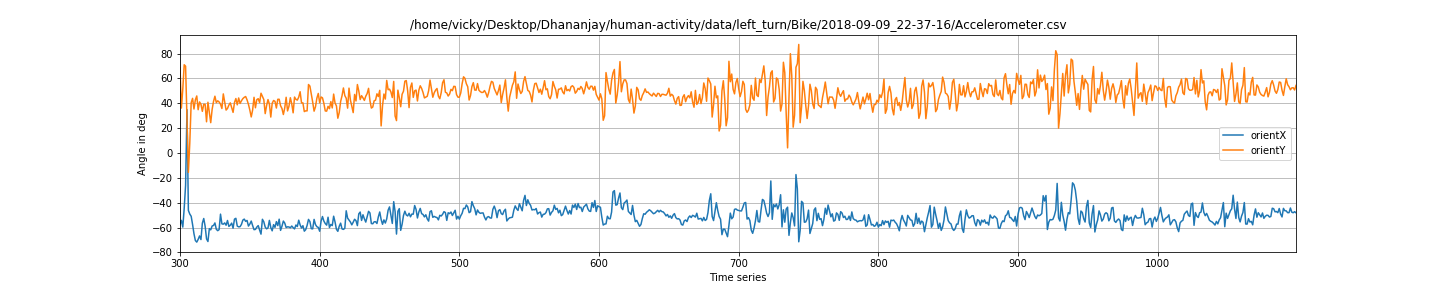 /home/vicky/Desktop/Dhananjay/human-activity/data/left_turn/Bike/2018-09-09_22-37-16/Accelerometer.csv
Angle in deg
80
60
40
20
0
−20
−40
−60
−80
orientX
orientY
300 400 500 600 700 800 900 1000
Time series